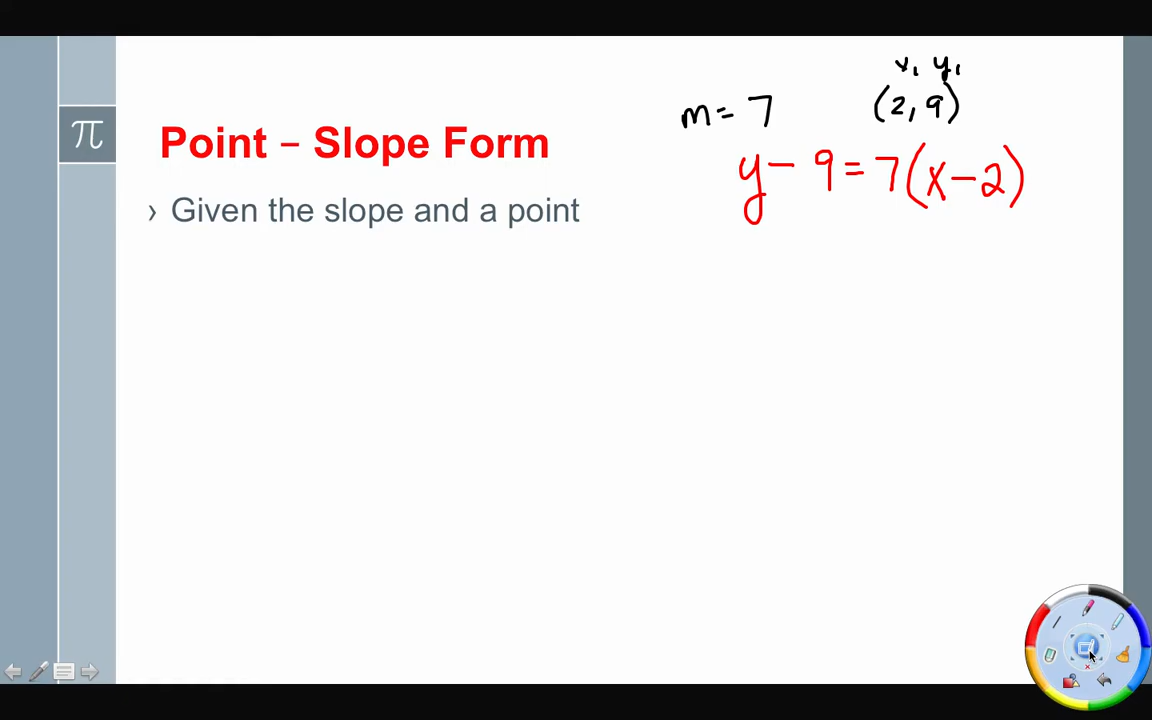 π
Point – Slope Form
› Given the slope and a point
x₁ y₁
m = 7 (2, 9)
y – 9 = 7(x – 2)